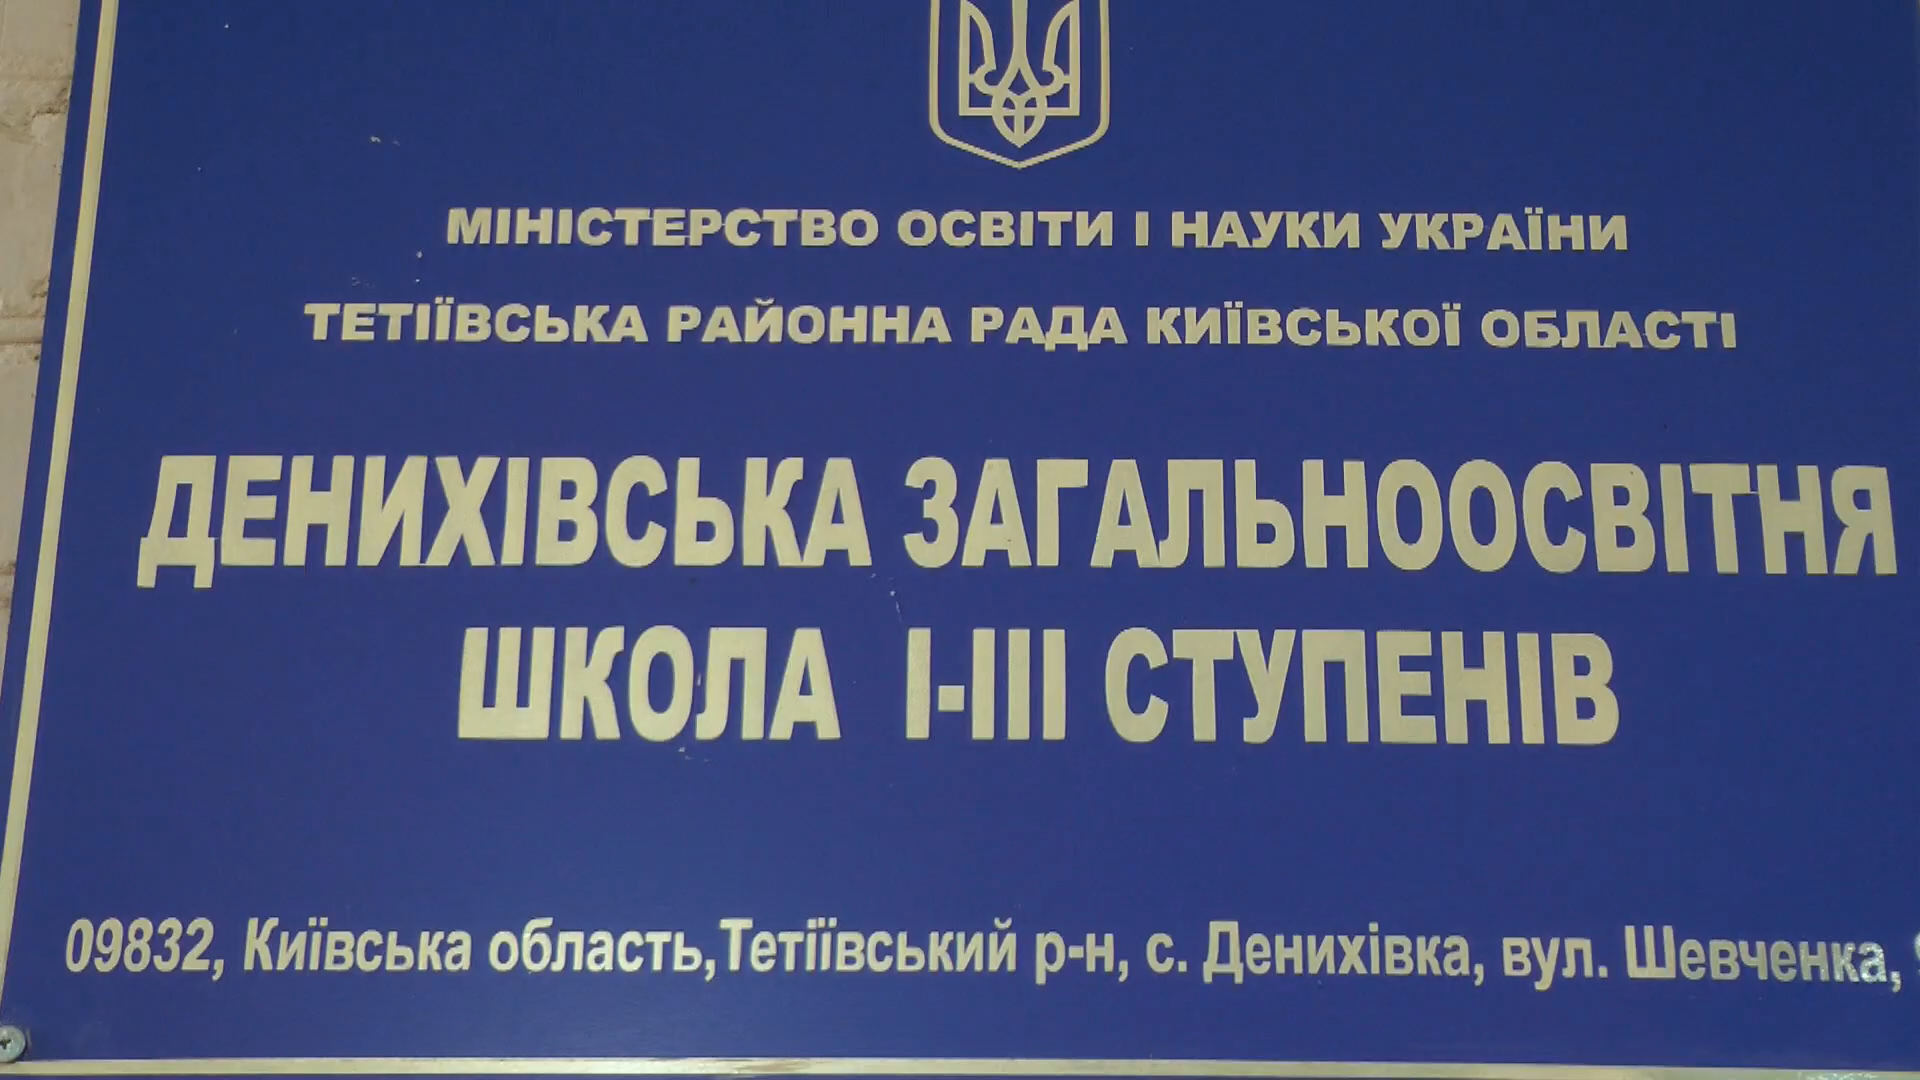 МІНІСТЕРСТВО ОСВІТИ І НАУКИ УКРАЇНИ
ТЕТІЇВСЬКА РАЙОННА РАДА КИЇВСЬКОЇ ОБЛАСТІ
ДЕНИХІВСЬКА ЗАГАЛЬНООСВІТНЯ
ШКОЛА І-ІІІ СТУПЕНІВ
09832, Київська область,Тетіївський р-н, с. Денихівка, вул. Шевченка,